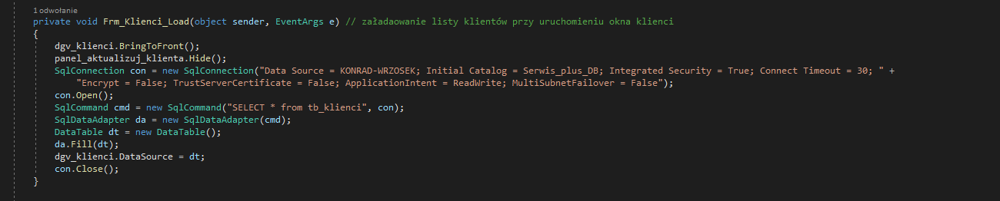 1 odwołanie
private void Frm_Klienci_Load(object sender, EventArgs e) // załadaowanie listy klientów przy uruchomieniu okna klienci
{
dgv_klienci.BringToFront();
panel_aktualizuj_klienta.Hide();
SqlConnection con = new SqlConnection("Data Source = KONRAD-WRZOSEK; Initial Catalog = Serwis_plus_DB; Integrated Security = True; Connect Timeout = 30; " +
"Encrypt = False; TrustServerCertificate = False; ApplicationIntent = ReadWrite; MultiSubnetFailover = False");
con.Open();
SqlCommand cmd = new SqlCommand("SELECT * from tb_klienci", con);
SqlDataAdapter da = new SqlDataAdapter(cmd);
DataTable dt = new DataTable();
da.Fill(dt);
dgv_klienci.DataSource = dt;
con.Close();
}